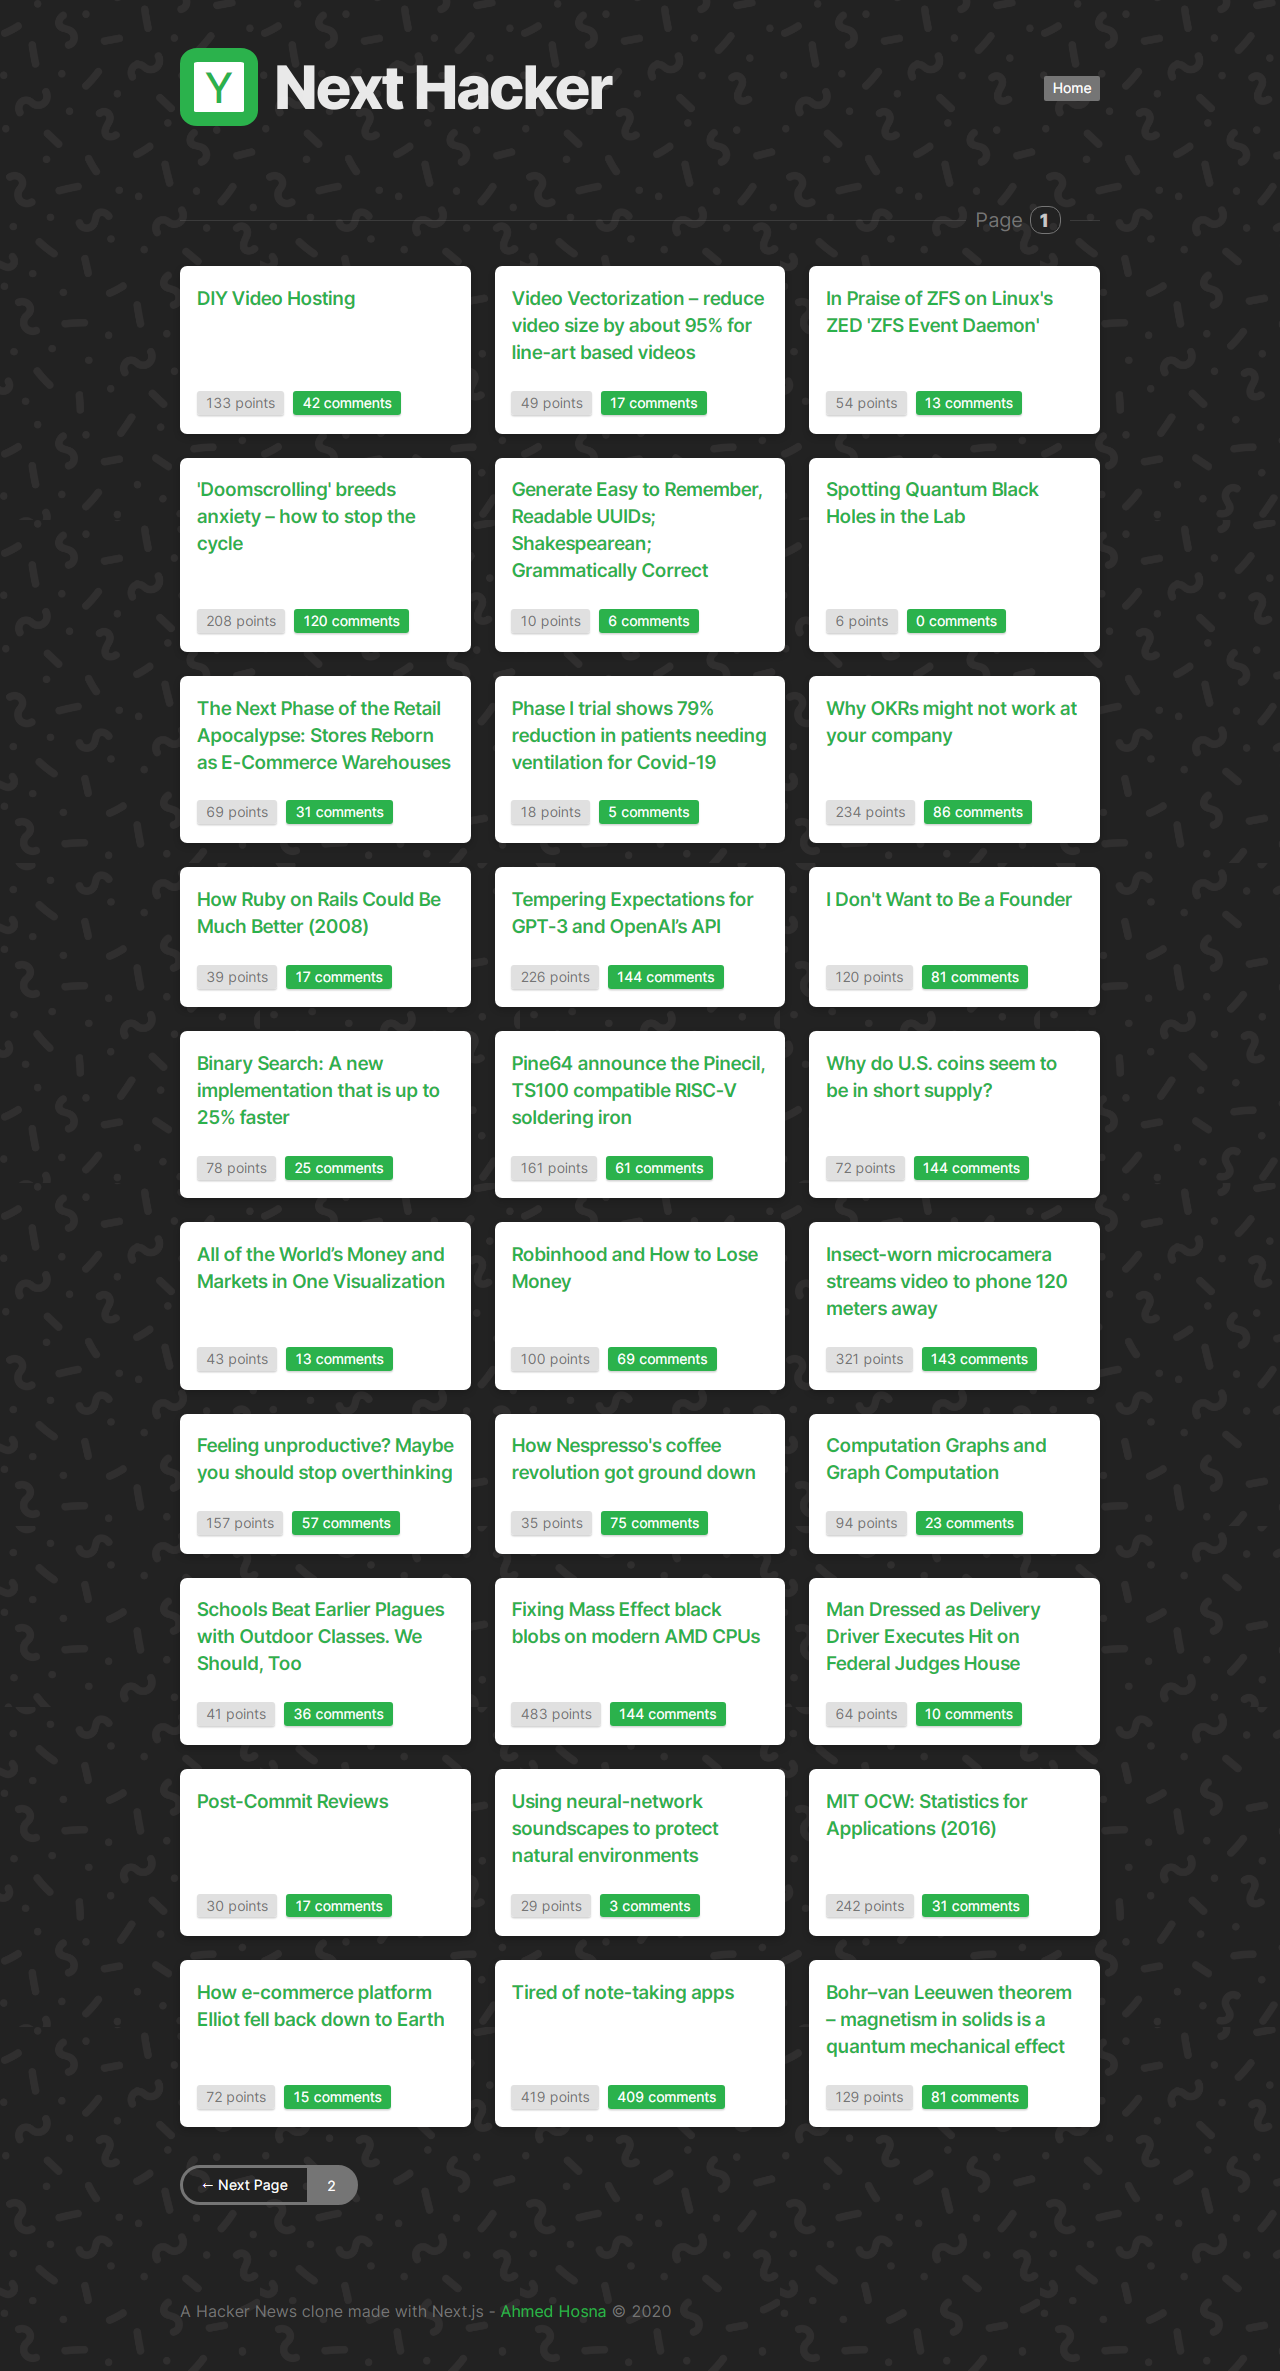 Y Next Hacker
Home
Page 1
DIY Video Hosting
133 points 42 comments
Video Vectorization – reduce
video size by about 95% for
line-art based videos
49 points 17 comments
In Praise of ZFS on Linux's
ZED 'ZFS Event Daemon'
54 points 13 comments
'Doomscrolling' breeds
anxiety – how to stop the
cycle
208 points 120 comments
Generate Easy to Remember,
Readable UUIDs;
Shakespearean;
Grammatically Correct
10 points 6 comments
Spotting Quantum Black
Holes in the Lab
6 points 0 comments
The Next Phase of the Retail
Apocalypse: Stores Reborn
as E-Commerce Warehouses
69 points 31 comments
Phase I trial shows 79%
reduction in patients needing
ventilation for Covid-19
18 points 5 comments
Why OKRs might not work at
your company
234 points 86 comments
How Ruby on Rails Could Be
Much Better (2008)
39 points 17 comments
Tempering Expectations for
GPT-3 and OpenAI’s API
226 points 144 comments
I Don't Want to Be a Founder
120 points 81 comments
Binary Search: A new
implementation that is up to
25% faster
78 points 25 comments
Pine64 announce the Pinecil,
TS100 compatible RISC-V
soldering iron
161 points 61 comments
Why do U.S. coins seem to
be in short supply?
72 points 144 comments
All of the World’s Money and
Markets in One Visualization
43 points 13 comments
Robinhood and How to Lose
Money
100 points 69 comments
Insect-worn microcamera
streams video to phone 120
meters away
321 points 143 comments
Feeling unproductive? Maybe
you should stop overthinking
157 points 57 comments
How Nespresso's coffee
revolution got ground down
35 points 75 comments
Computation Graphs and
Graph Computation
94 points 23 comments
Schools Beat Earlier Plagues
with Outdoor Classes. We
Should, Too
41 points 36 comments
Fixing Mass Effect black
blobs on modern AMD CPUs
483 points 144 comments
Man Dressed as Delivery
Driver Executes Hit on
Federal Judges House
64 points 10 comments
Post-Commit Reviews
30 points 17 comments
Using neural-network
soundscapes to protect
natural environments
29 points 3 comments
MIT OCW: Statistics for
Applications (2016)
242 points 31 comments
How e-commerce platform
Elliot fell back down to Earth
72 points 15 comments
Tired of note-taking apps
419 points 409 comments
Bohr–van Leeuwen theorem
– magnetism in solids is a
quantum mechanical effect
129 points 81 comments
← Next Page 2
A Hacker News clone made with Next.js - Ahmed Hosna © 2020